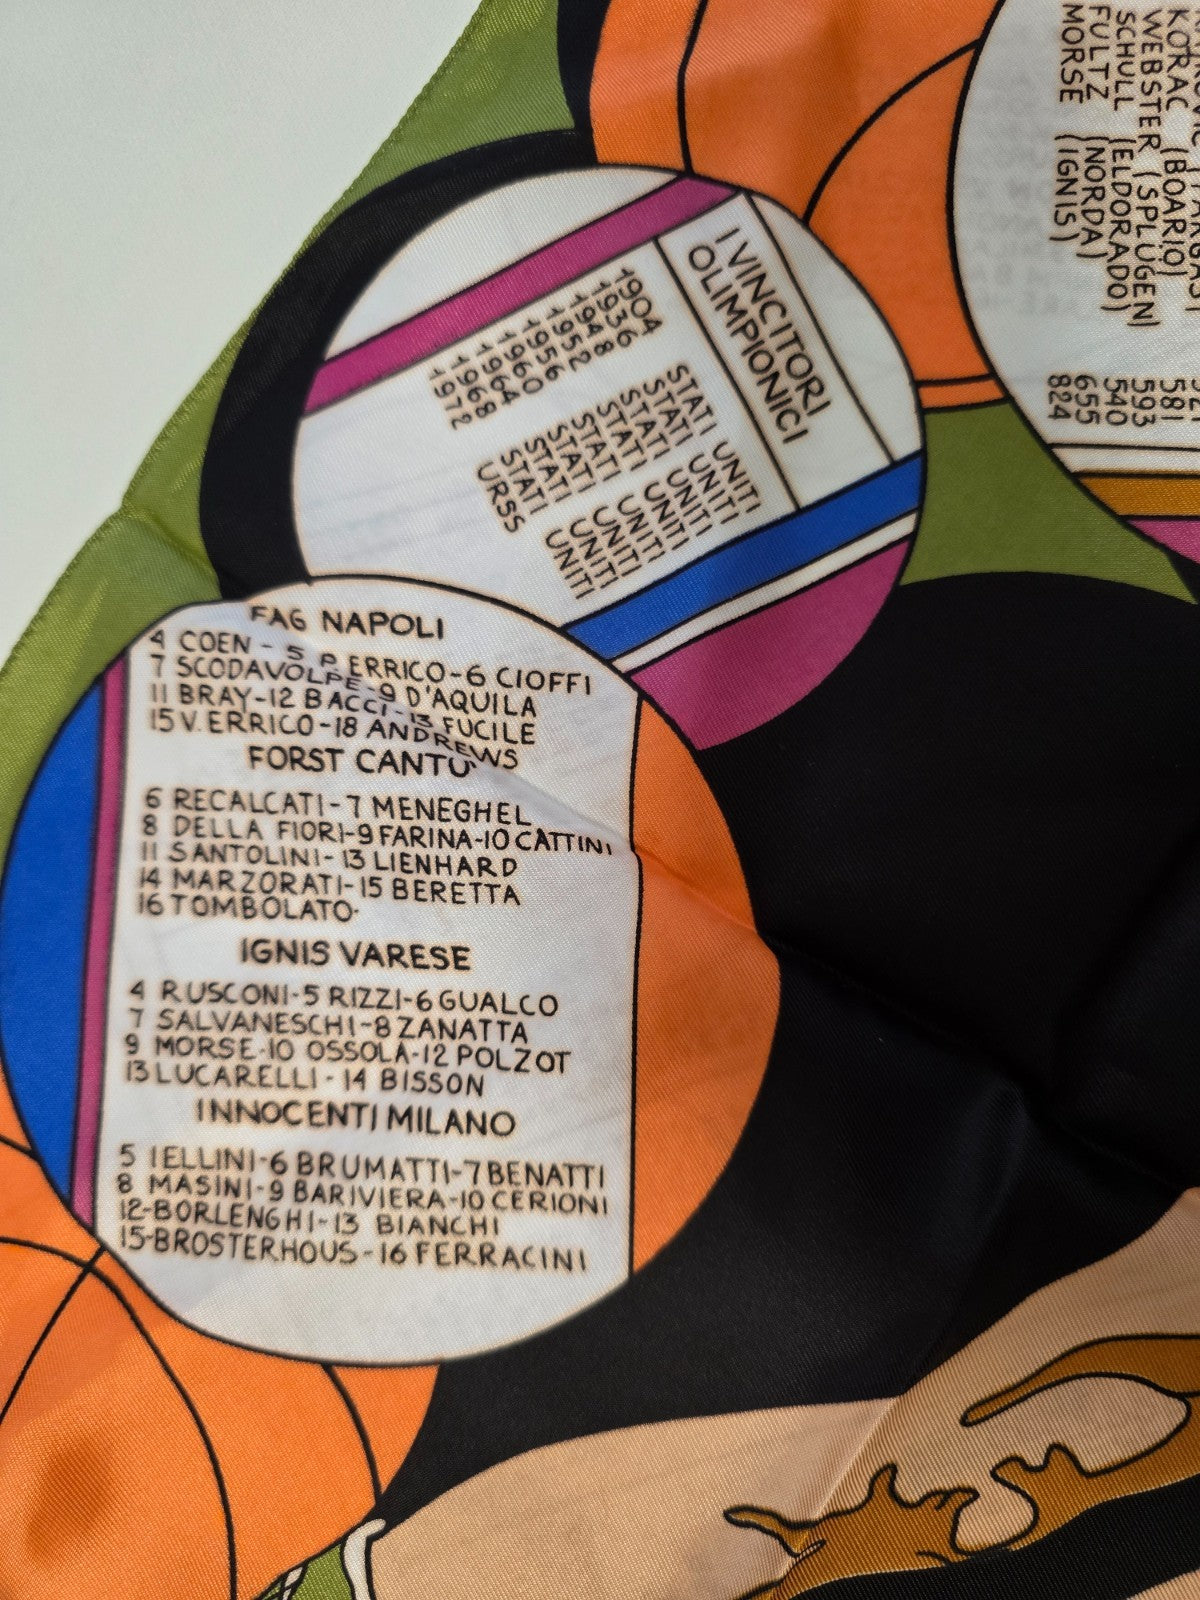 I VINCITORI
OLIMPIONICI
1904 STATI UNITI
1936 STATI UNITI
1948 STATI UNITI
1952 STATI UNITI
1956 STATI UNITI
1960 STATI UNITI
1964 STATI UNITI
1968 STATI UNITI
1972 URSS
KORAC (BOARIO) 581
WEBSTER (SPLUGEN) 593
SCHULL (ELDORADO) 540
FULTZ (NORDA) 655
MORSE (IGNIS) 824
FAG NAPOLI
4 COEN - 5 P. ERRICO-6 CIOFFI
7 SCODAVOLPE-9 D'AQUILA
11 BRAY-12 BACCI-13 FUCILE
15 V. ERRICO-18 ANDREWS
FORST CANTU'
6 RECALCATI-7 MENEGHEL
8 DELLA FIORI-9 FARINA-10 CATTINI
11 SANTOLINI-13 LIENHARD
14 MARZORATI-15 BERETTA
16 TOMBOLATO-
IGNIS VARESE
4 RUSCONI-5 RIZZI-6 GUALCO
7 SALVANESCHI-8 ZANATTA
9 MORSE-10 OSSOLA-12 POLZOT
13 LUCARELLI-14 BISSON
INNOCENTI MILANO
5 IELLINI-6 BRUMATTI-7 BENATTI
8 MASINI-9 BARIVIERA-10 CERIONI
12-BORLENGHI-13 BIANCHI
15-BROSTERHOUS-16 FERRACINI